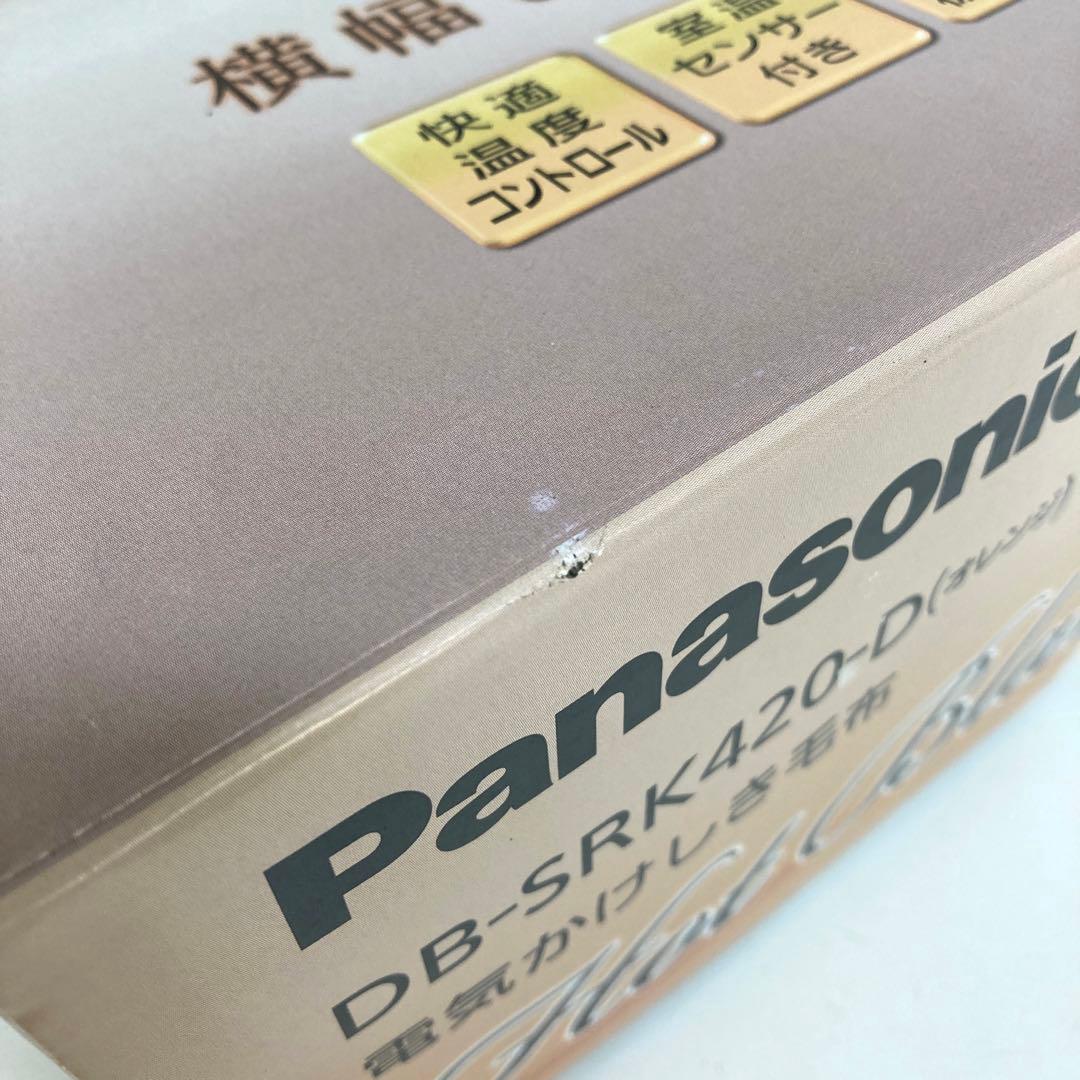 横幅
快適
温度
コントロール
室温
センサー
付き
Panasonic
DB-SRK420-D(オレンジ)
電気かけしき毛布
Hot